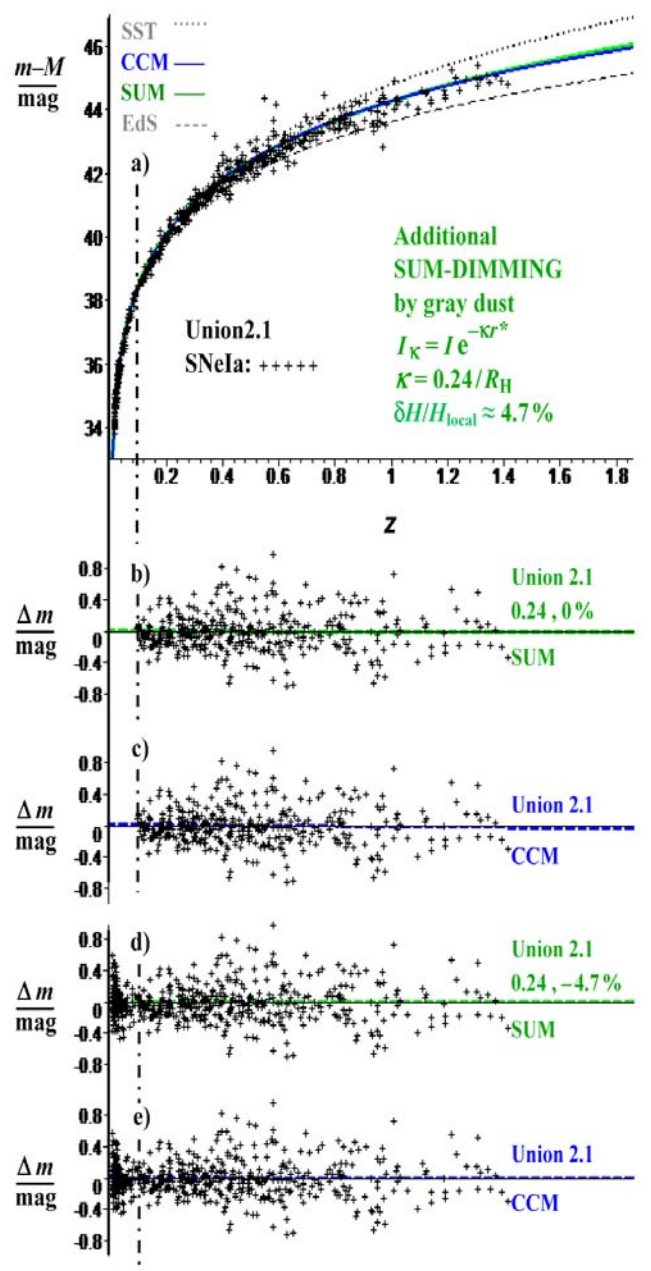 46
44
42
40
38
36
34
m–M
mag
SST
CCM
SUM
EdS
a)
Additional
SUM-DIMMING
by gray dust
Iκ = I e^−κr*
κ = 0.24/RH
δH/Hlocal ≈ 4.7%
Union2.1
SNeIa: +++++
0.2 0.4 0.6 0.8 1 1.2 1.4 1.6 1.8
z
b)
Δm
mag
0.8
0.4
0
-0.4
-0.8
Union 2.1
0.24 , 0%
SUM
c)
Δm
mag
0.8
0.4
0
-0.4
-0.8
Union 2.1
CCM
d)
Δm
mag
0.8
0.4
0
-0.4
-0.8
Union 2.1
0.24 , −4.7%
SUM
e)
Δm
mag
0.8
0.4
0
-0.4
-0.8
Union 2.1
CCM